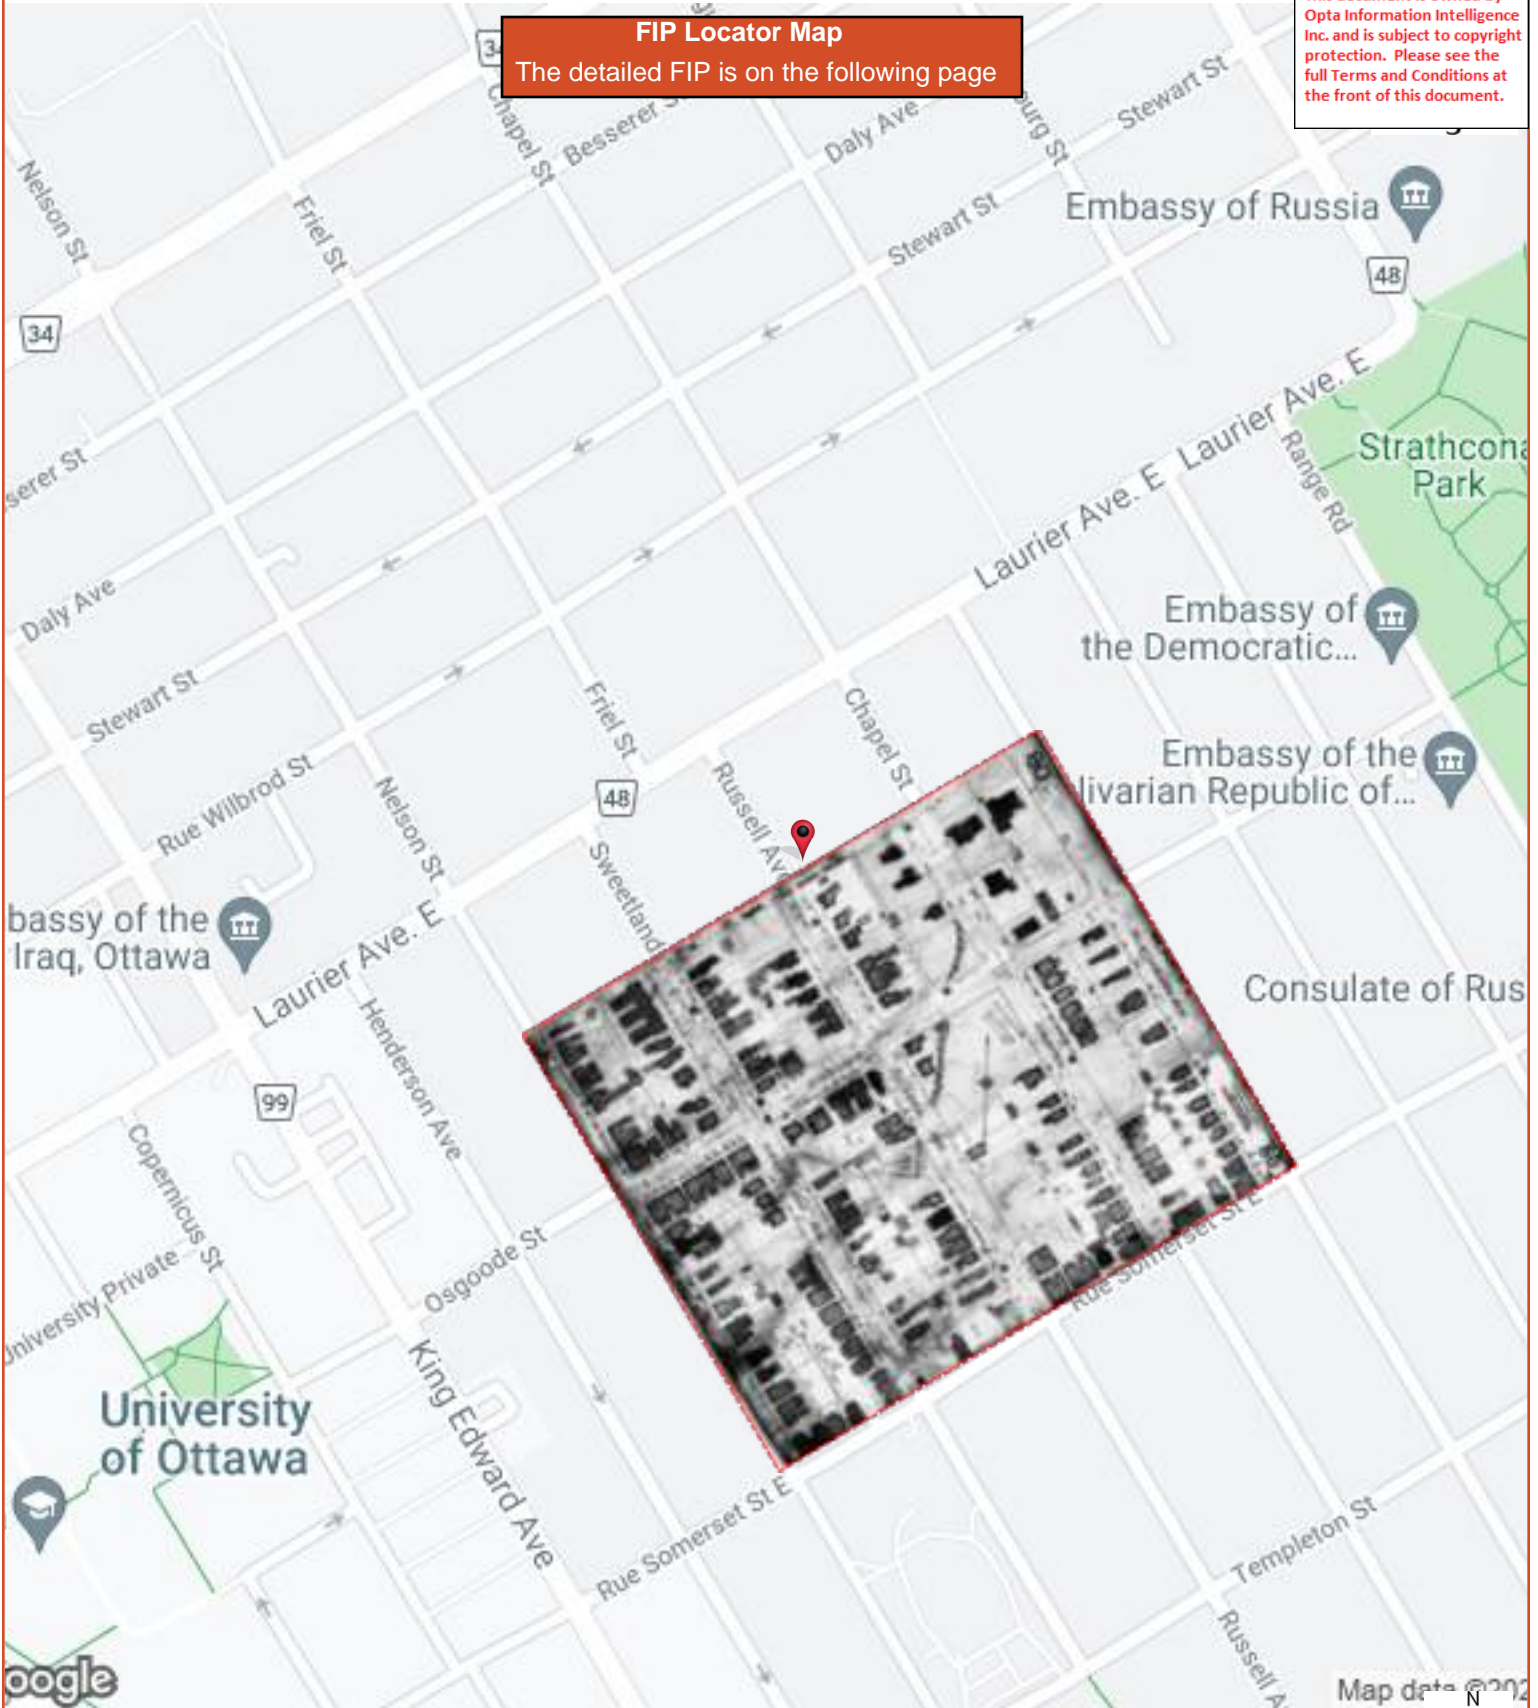 Opta Information Intelligence
Inc. and is subject to copyright
protection. Please see the
full Terms and Conditions at
the front of this document.
FIP Locator Map
The detailed FIP is on the following page
Chapel St
Besserer
Daly Ave
burg St
Stewart St
Nelson St
Friel St
Stewart St
Embassy of Russia
48
34
Laurier Ave. E
Laurier Ave. E
Range Rd
Strathcona
Park
serer St
Daly Ave
Embassy of
the Democratic...
Stewart St
Friel St
Chapel St
Embassy of the
livarian Republic of...
Rue Wilbrod St
Nelson St
48
Russell Ave
Sweetland
bassy of the
Iraq, Ottawa
Laurier Ave. E
Henderson Ave
Consulate of Rus
99
Copernicus St
Osgoode St
University Private
Rue Somerset St E
King Edward Ave
University
of Ottawa
Rue Somerset St E
Templeton St
Russell A
oogle
Map data ©202
N